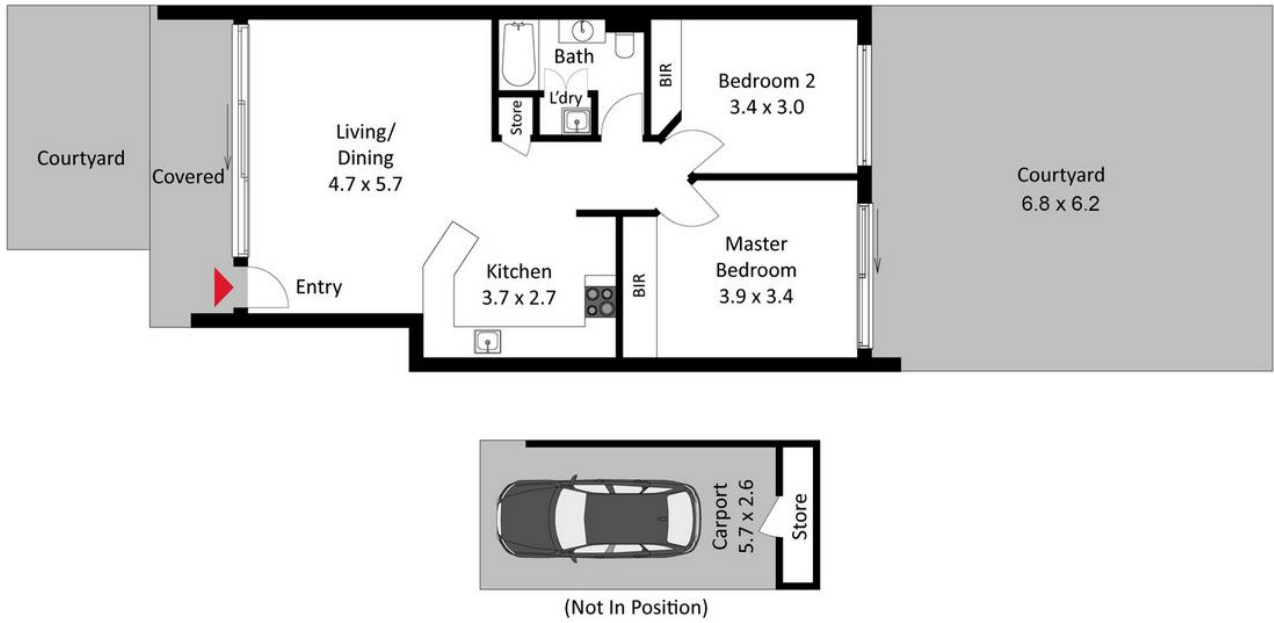 Courtyard
Covered
Living/
Dining
4.7 x 5.7
Entry
Kitchen
3.7 x 2.7
Bath
L'dry
Store
BIR
Bedroom 2
3.4 x 3.0
BIR
Master
Bedroom
3.9 x 3.4
Courtyard
6.8 x 6.2
Carport
5.7 x 2.6
Store
(Not In Position)